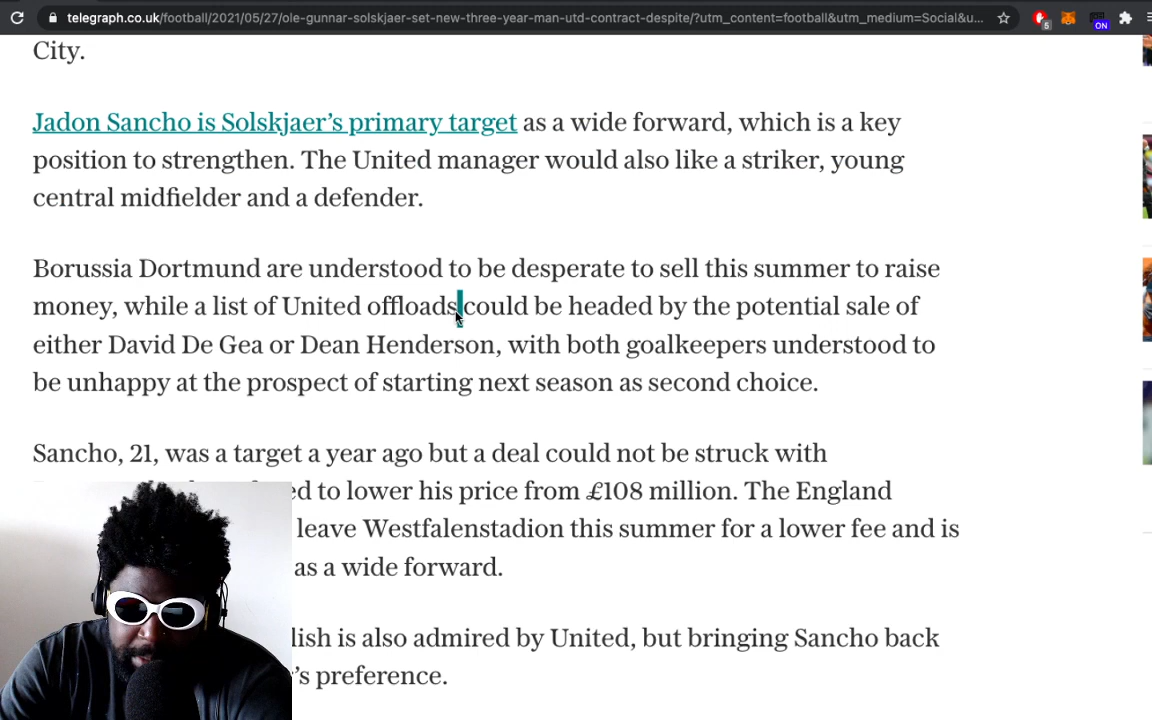 telegraph.co.uk/football/2021/05/27/ole-gunnar-solskjaer-set-new-three-year-man-utd-contract-despite/?utm_content=football&utm_medium=Social&u...
5
ON
City.
Jadon Sancho is Solskjaer’s primary target as a wide forward, which is a key
position to strengthen. The United manager would also like a striker, young
central midfielder and a defender.
Borussia Dortmund are understood to be desperate to sell this summer to raise
money, while a list of United offloads could be headed by the potential sale of
either David De Gea or Dean Henderson, with both goalkeepers understood to
be unhappy at the prospect of starting next season as second choice.
Sancho, 21, was a target a year ago but a deal could not be struck with
to lower his price from £108 million. The England
leave Westfalenstadion this summer for a lower fee and is
as a wide forward.
lish is also admired by United, but bringing Sancho back
’s preference.